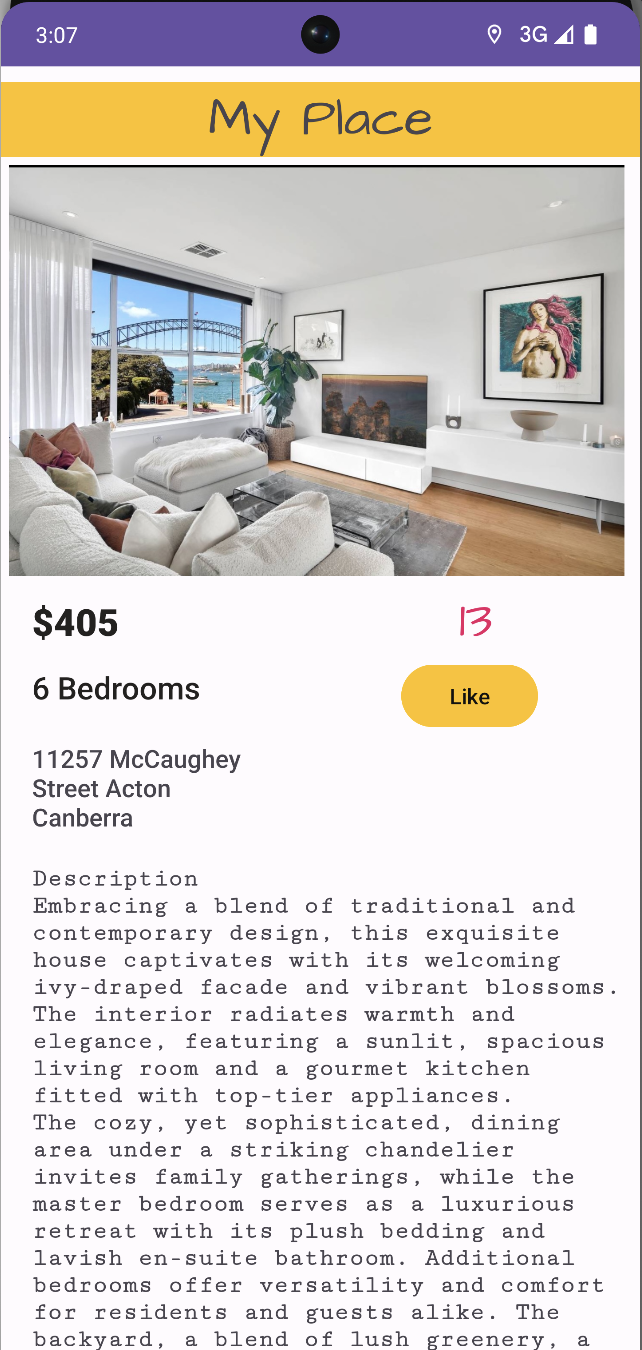 3:07
3G
My Place
$405
13
6 Bedrooms
Like
11257 McCaughey
Street Acton
Canberra
Description
Embracing a blend of traditional and
contemporary design, this exquisite
house captivates with its welcoming
ivy-draped facade and vibrant blossoms.
The interior radiates warmth and
elegance, featuring a sunlit, spacious
living room and a gourmet kitchen
fitted with top-tier appliances.
The cozy, yet sophisticated, dining
area under a striking chandelier
invites family gatherings, while the
master bedroom serves as a luxurious
retreat with its plush bedding and
lavish en-suite bathroom. Additional
bedrooms offer versatility and comfort
for residents and guests alike. The
backyard, a blend of lush greenery, a